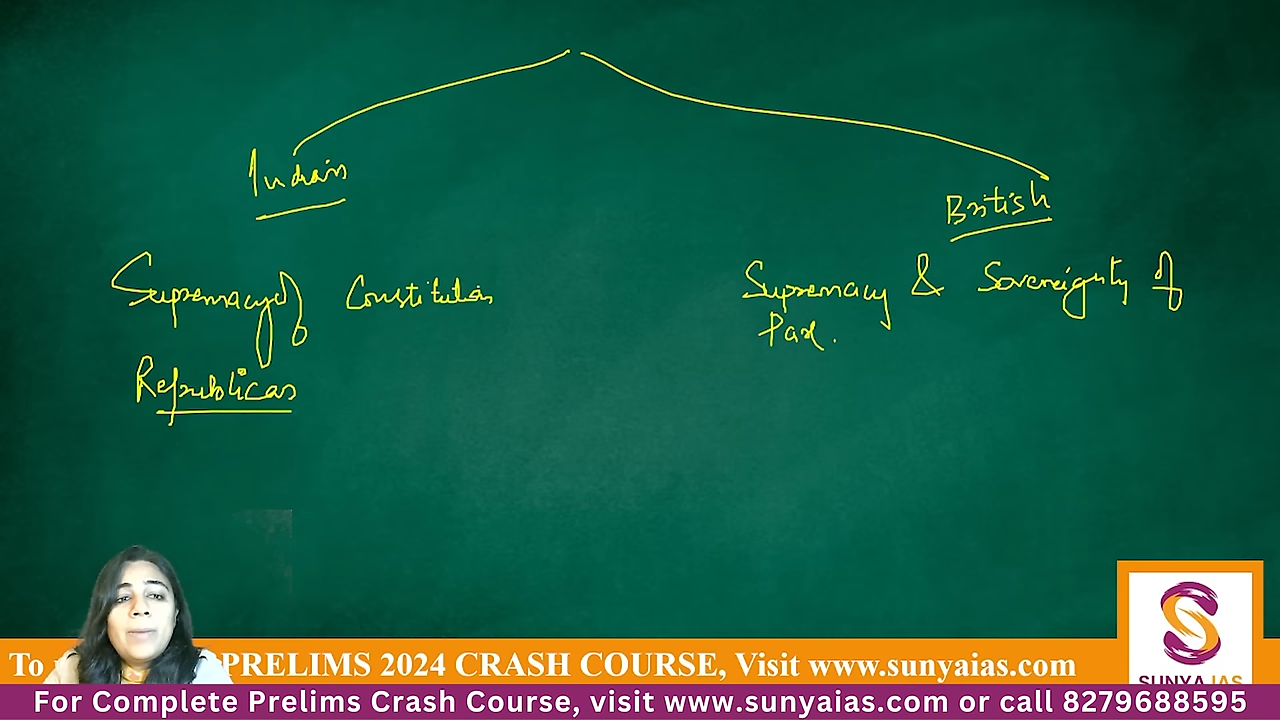 Indian
British
Supremacy of Constitution
Supremacy & Sovereignty of
Parl.
Republican
To PRELIMS 2024 CRASH COURSE, Visit www.sunyaias.com
SUNYA IAS
For Complete Prelims Crash Course, visit www.sunyaias.com or call 8279688595